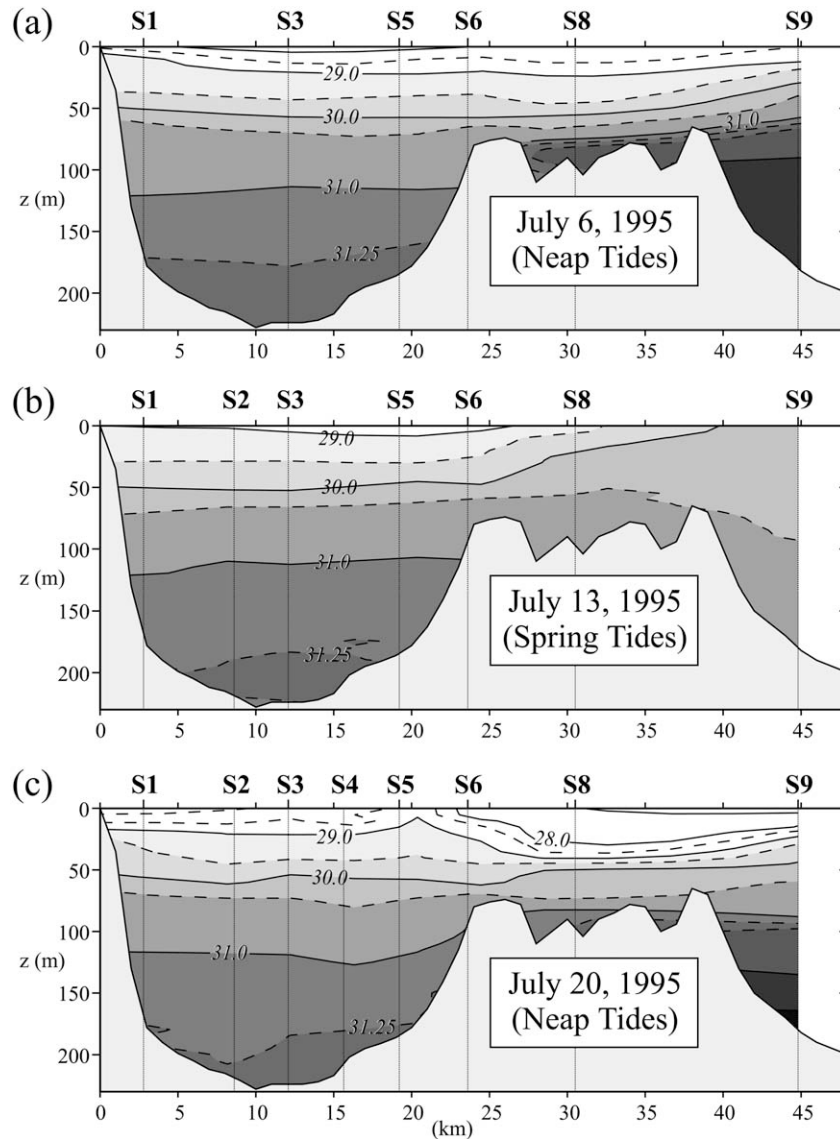 (a)
S1 S3 S5 S6 S8 S9
0
29.0
50
30.0
31.0
z (m) 100
31.0
150
31.25
200
July 6, 1995
(Neap Tides)
0 5 10 15 20 25 30 35 40 45
(b)
S1 S2 S3 S5 S6 S8 S9
0
29.0
50
30.0
z (m) 100
31.0
150
31.25
200
July 13, 1995
(Spring Tides)
0 5 10 15 20 25 30 35 40 45
(c)
S1 S2 S3 S4 S5 S6 S8 S9
0
29.0 28.0
50
30.0
z (m) 100
31.0
150
31.25
200
July 20, 1995
(Neap Tides)
0 5 10 15 20 25 30 35 40 45
(km)